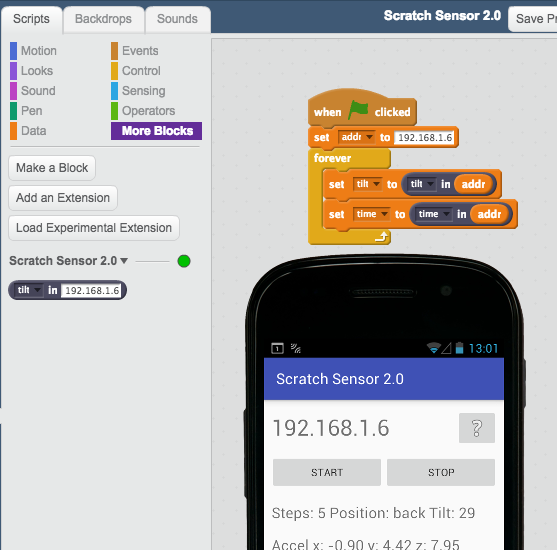 Scripts Backdrops Sounds
Scratch Sensor 2.0 Save Pr
Motion Events
Looks Control
Sound Sensing
Pen Operators
Data More Blocks
Make a Block
Add an Extension
Load Experimental Extension
Scratch Sensor 2.0
tilt in 192.168.1.6
when clicked
set addr to 192.168.1.6
forever
set tilt to tilt in addr
set time to time in addr
1 13:01
Scratch Sensor 2.0
192.168.1.6 ?
START STOP
Steps: 5 Position: back Tilt: 29
Accel x: -0.90 y: 4.42 z: 7.95